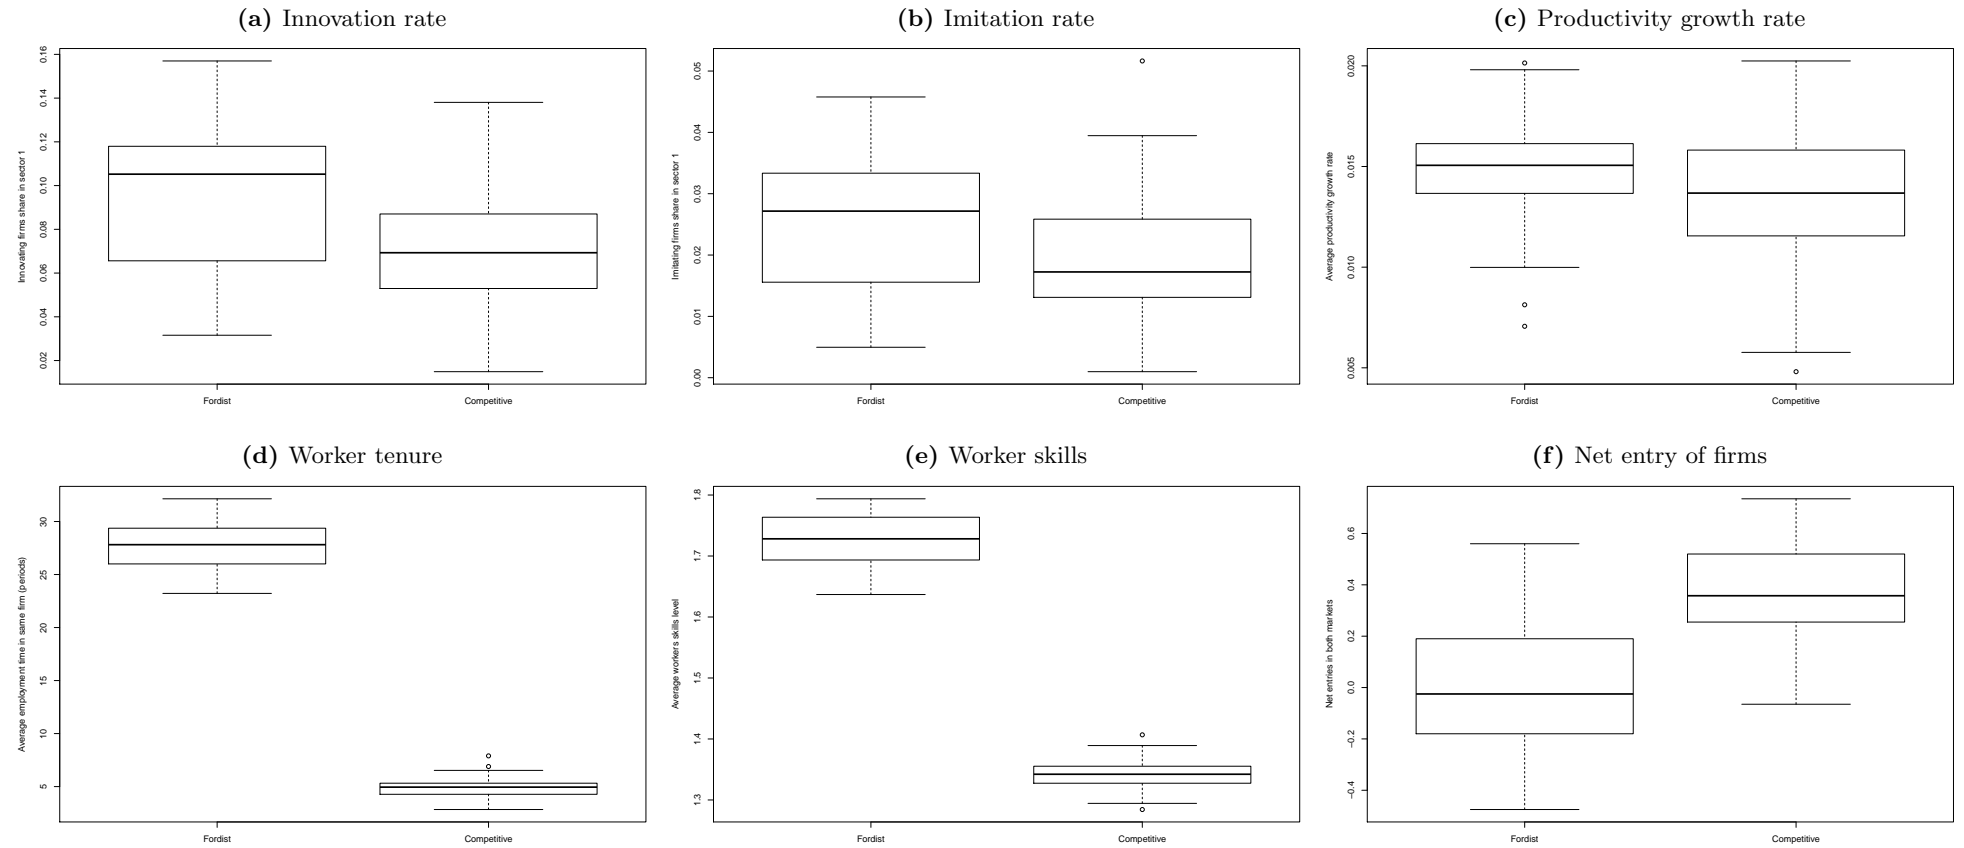 (a) Innovation rate
Innovating firms share in sector 1
0.02 0.04 0.06 0.08 0.10 0.12 0.14 0.16
Fordist Competitive
(b) Imitation rate
Imitating firms share in sector 1
0.00 0.01 0.02 0.03 0.04 0.05
Fordist Competitive
(c) Productivity growth rate
Average productivity growth rate
0.005 0.010 0.015 0.020
Fordist Competitive
(d) Worker tenure
Average employment time in same firm (periods)
5 10 15 20 25 30
Fordist Competitive
(e) Worker skills
Average workers skills level
1.3 1.4 1.5 1.6 1.7 1.8
Fordist Competitive
(f) Net entry of firms
Net entries in both markets
−0.4 −0.2 0.0 0.2 0.4 0.6
Fordist Competitive